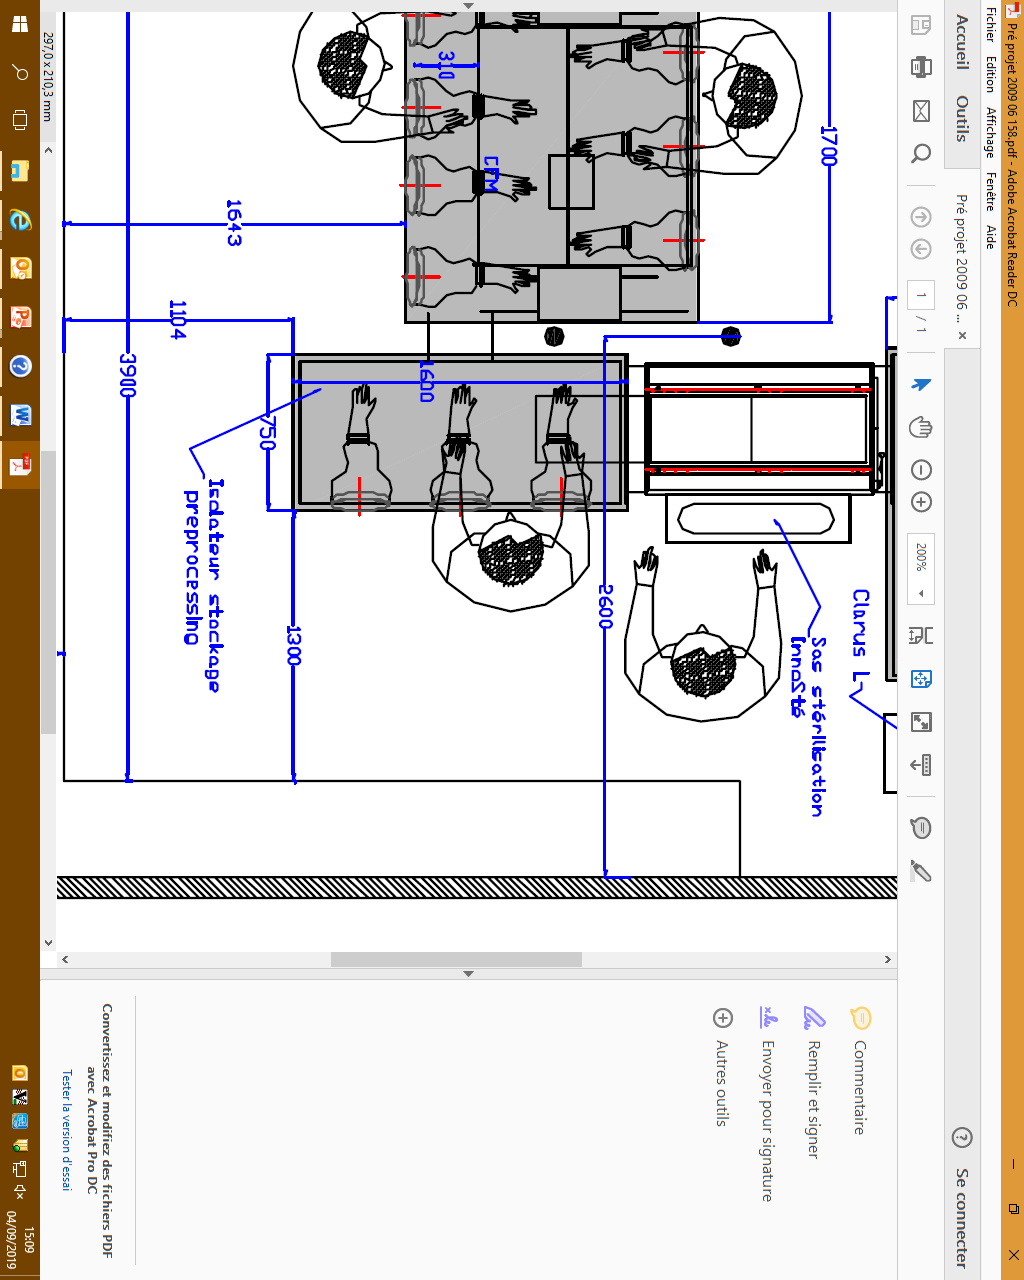 Pré projet 2009 06 158.pdf - Adobe Acrobat Reader DC
Fichier Edition Affichage Fenêtre Aide
Accueil Outils Pré projet 2009 06 ... × Se connecter
1 / 1 200%
310
CFM
1700
1643
1104
3900
1600
750
1300
2600
Isolateur stockage
preprocessing
Sas stérilisation
innoSté
Clarus L
297,0 x 210,3 mm
Commentaire
Remplir et signer
Envoyer pour signature
Autres outils
Convertissez et modifiez des fichiers PDF
avec Acrobat Pro DC
Tester la version d'essai
15:09
04/09/2019